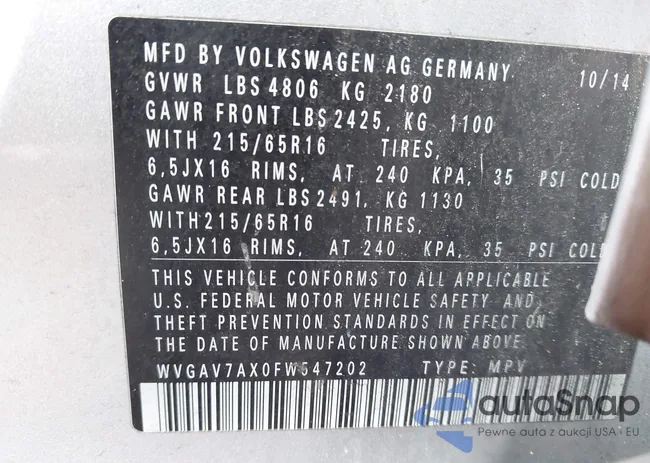 MFD BY VOLKSWAGEN AG GERMANY 10/14
GVWR LBS 4806 KG 2180
GAWR FRONT LBS 2425, KG 1100
WITH 215/65R16 TIRES,
6,5JX16 RIMS, AT 240 KPA, 35 PSI COLD
GAWR REAR LBS 2491, KG 1130
WITH 215/65R16 TIRES,
6,5JX16 RIMS, AT 240 KPA, 35 PSI COLD
THIS VEHICLE CONFORMS TO ALL APPLICABLE
U.S. FEDERAL MOTOR VEHICLE SAFETY AND
THEFT PREVENTION STANDARDS IN EFFECT ON
THE DATE OF MANUFACTURE SHOWN ABOVE.
WVGAV7AX0FW547202 TYPE: MPV
autoSnap
Pewne auta z aukcji USA i EU